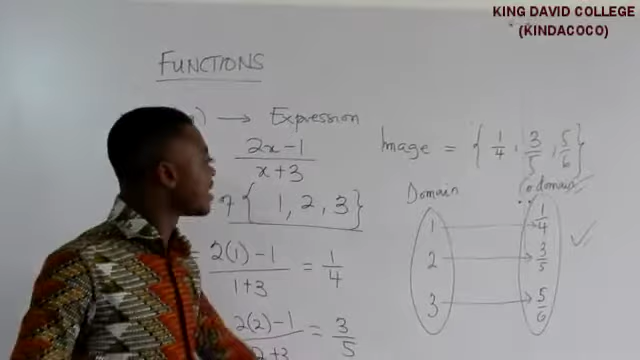 KING DAVID COLLEGE
(KINDACOCO)
FUNCTIONS
) → Expression
2x-1
x+3
{ 1, 2, 3}
2(1)-1 = 1
1+3 4
2(2)-1 = 3
2+3 5
Image = { 1/4 , 3/5 , 5/6 }
Domain Codomain
1 → 1/4
2 → 3/5
3 → 5/6